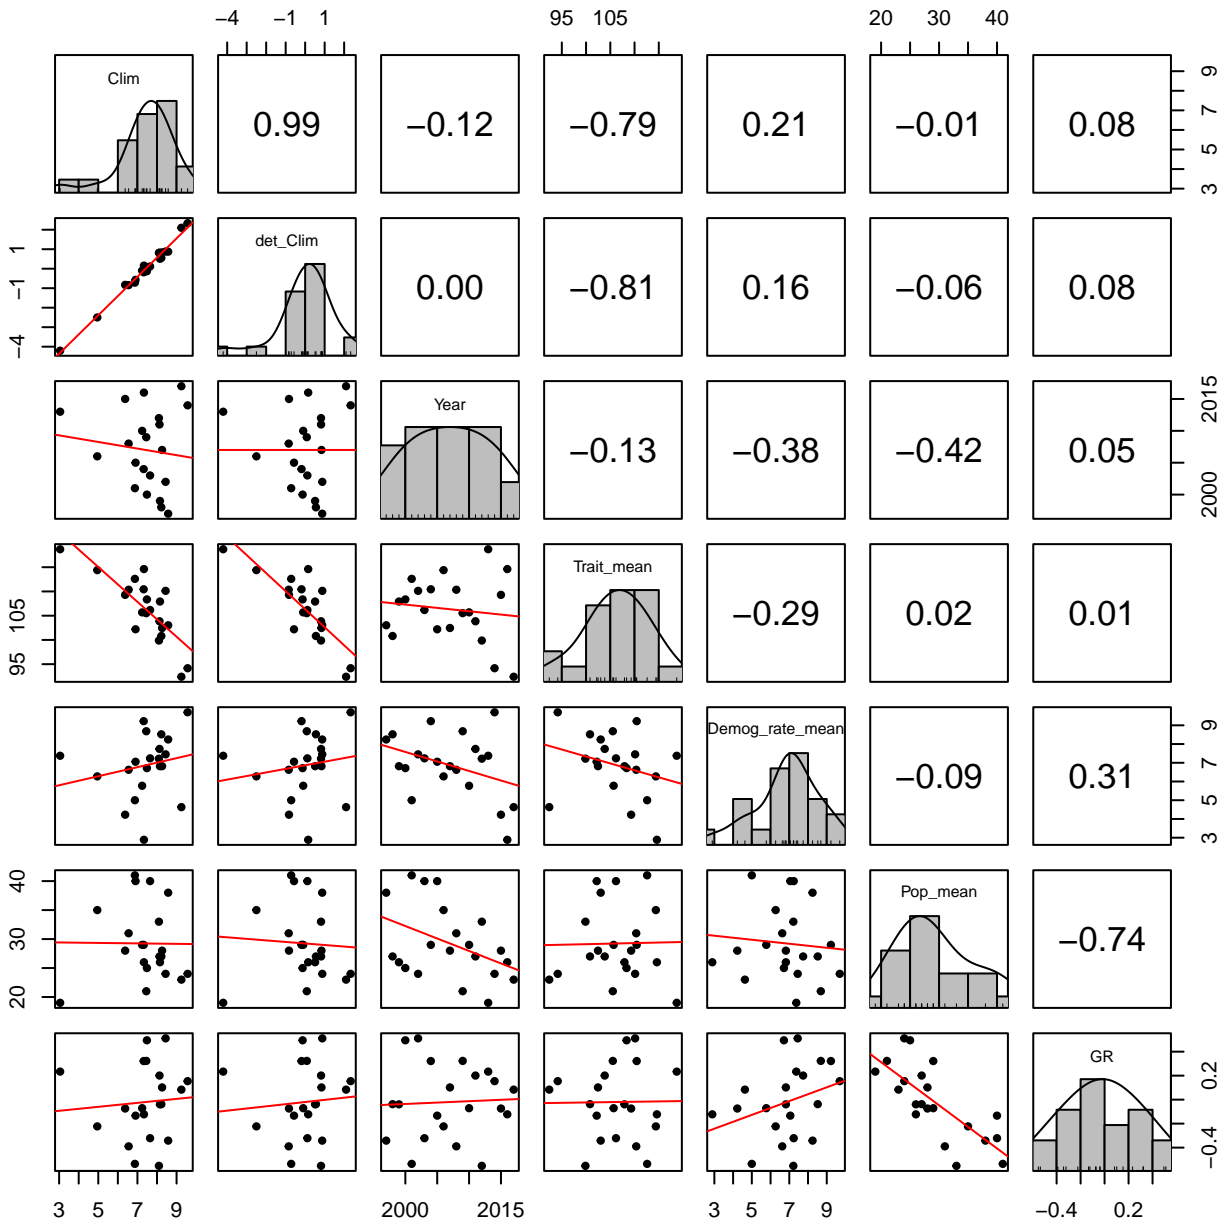 −4 −1 1 95 105 20 30 40
Clim 0.99 −0.12 −0.79 0.21 −0.01 0.08 3 5 7 9
−4 −1 1 det_Clim 0.00 −0.81 0.16 −0.06 0.08
Year −0.13 −0.38 −0.42 0.05 2000 2015
95 105 Trait_mean −0.29 0.02 0.01
Demog_rate_mean −0.09 0.31 3 5 7 9
20 30 40 Pop_mean −0.74
GR −0.4 0.2
3 5 7 9 2000 2015 3 5 7 9 −0.4 0.2